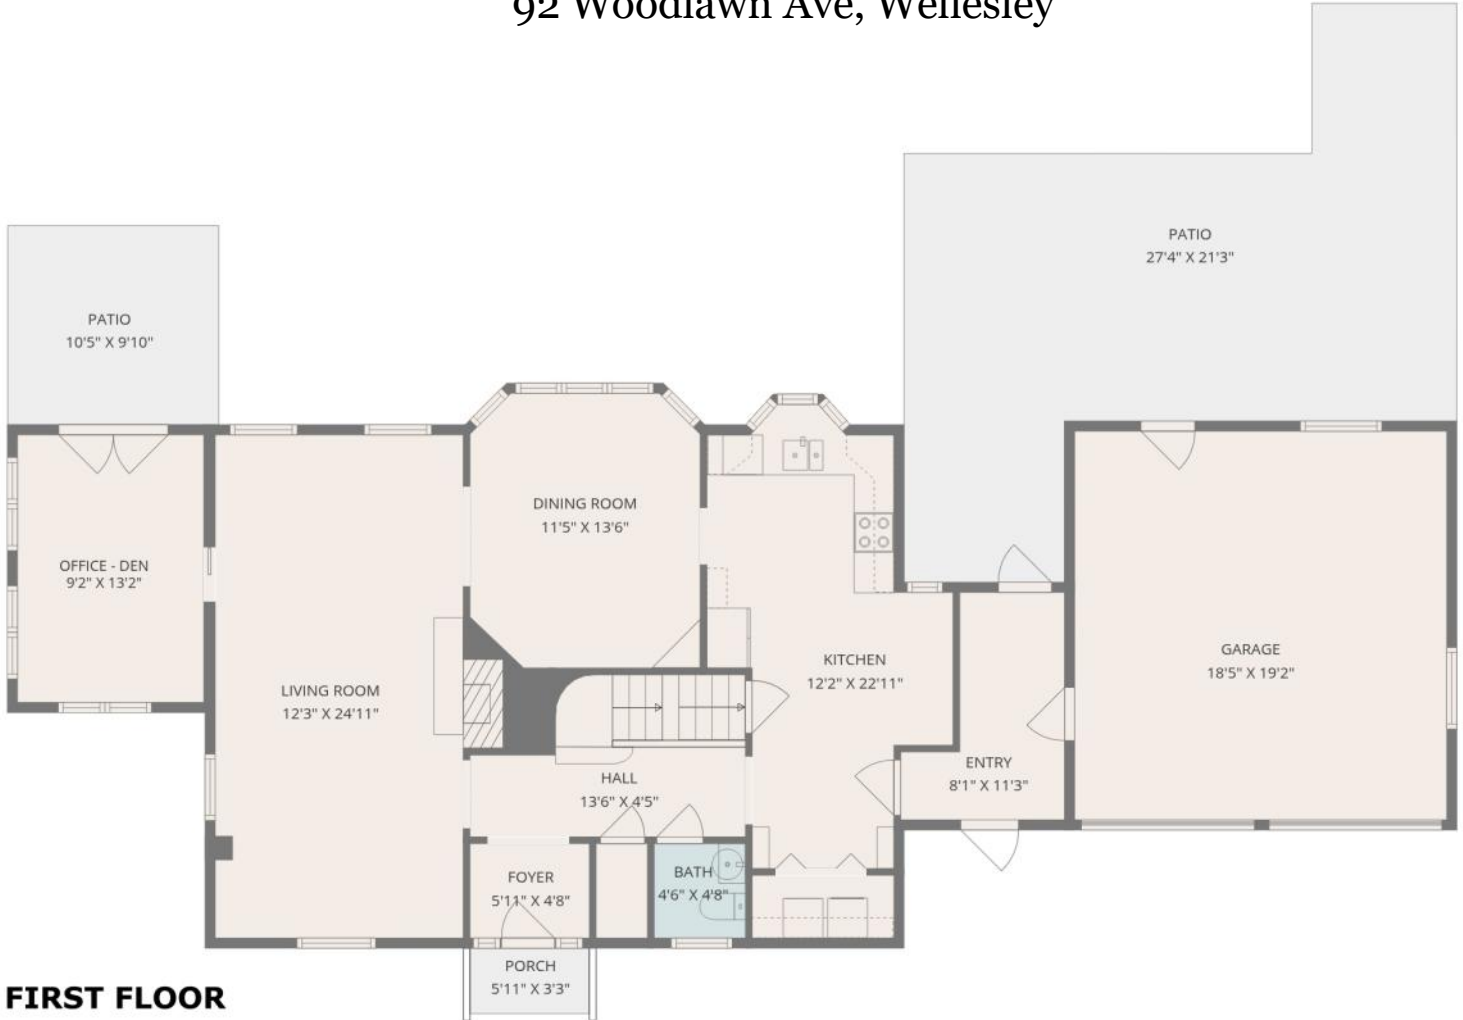 92 Woodlawn Ave, Wellesley
PATIO
27'4" X 21'3"
PATIO
10'5" X 9'10"
DINING ROOM
11'5" X 13'6"
OFFICE - DEN
9'2" X 13'2"
LIVING ROOM
12'3" X 24'11"
KITCHEN
12'2" X 22'11"
GARAGE
18'5" X 19'2"
HALL
13'6" X 4'5"
ENTRY
8'1" X 11'3"
FOYER
5'11" X 4'8"
BATH
4'6" X 4'8"
PORCH
5'11" X 3'3"
FIRST FLOOR